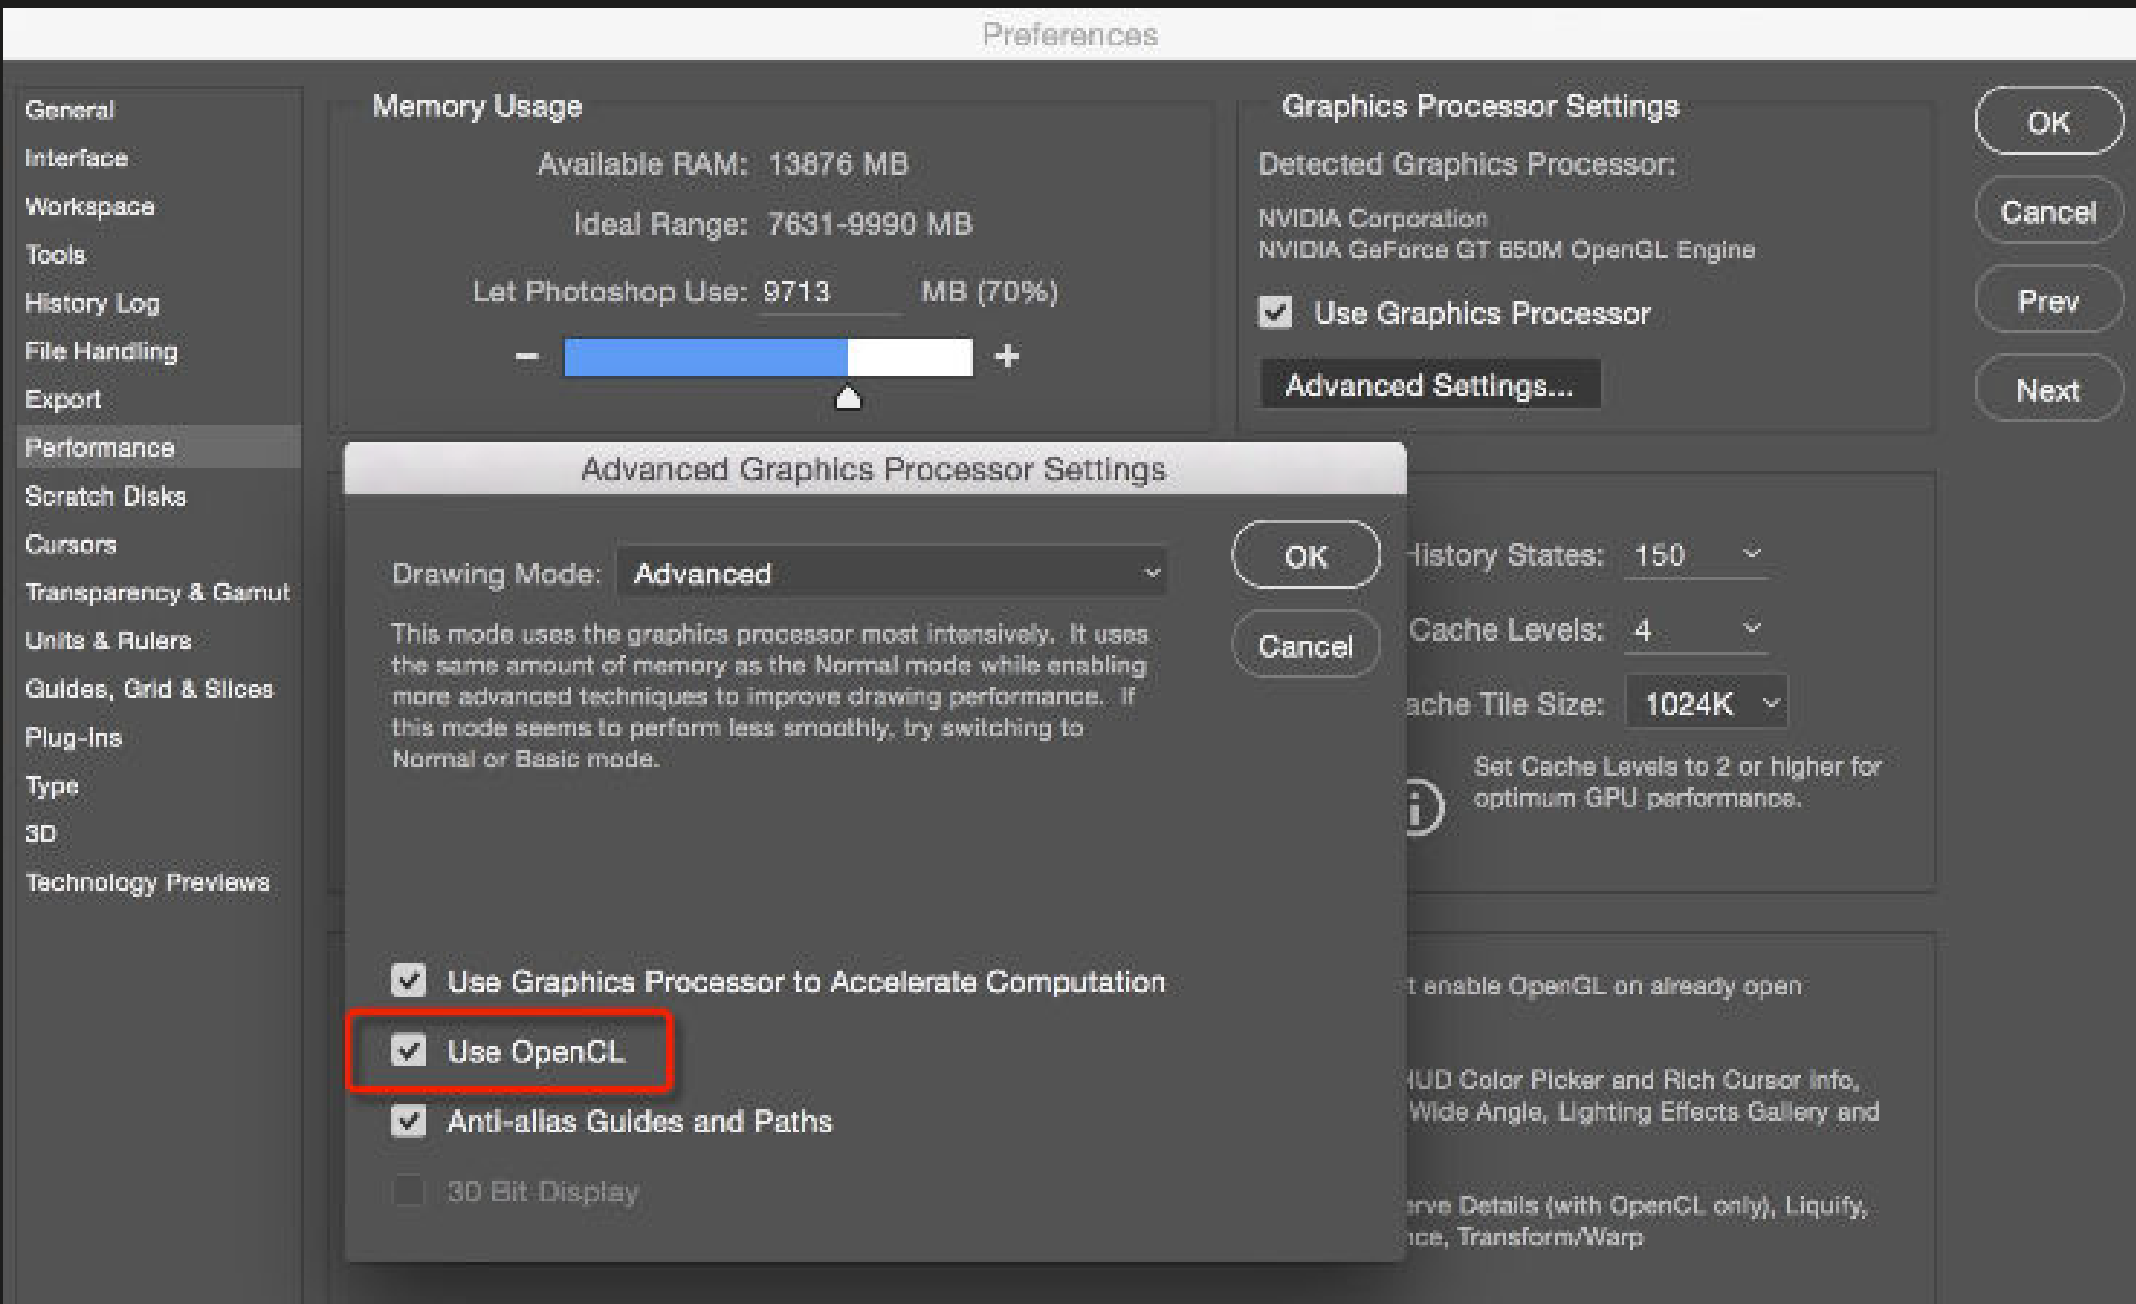 Preferences
General
Interface
Workspace
Tools
History Log
File Handling
Export
Performance
Scratch Disks
Cursors
Transparency & Gamut
Units & Rulers
Guides, Grid & Slices
Plug-Ins
Type
3D
Technology Previews
Memory Usage
Available RAM: 13876 MB
Ideal Range: 7631-9990 MB
Let Photoshop Use: 9713 MB (70%)
− +
Graphics Processor Settings
Detected Graphics Processor:
NVIDIA Corporation
NVIDIA GeForce GT 650M OpenGL Engine
Use Graphics Processor
Advanced Settings...
OK
Cancel
Prev
Next
Advanced Graphics Processor Settings
Drawing Mode: Advanced
This mode uses the graphics processor most intensively. It uses
the same amount of memory as the Normal mode while enabling
more advanced techniques to improve drawing performance. If
this mode seems to perform less smoothly, try switching to
Normal or Basic mode.
OK
Cancel
Use Graphics Processor to Accelerate Computation
Use OpenCL
Anti-alias Guides and Paths
30 Bit Display
History States: 150
Cache Levels: 4
ache Tile Size: 1024K
Set Cache Levels to 2 or higher for
optimum GPU performance.
t enable OpenGL on already open
HUD Color Picker and Rich Cursor info,
Wide Angle, Lighting Effects Gallery and
erve Details (with OpenCL only), Liquify,
nce, Transform/Warp